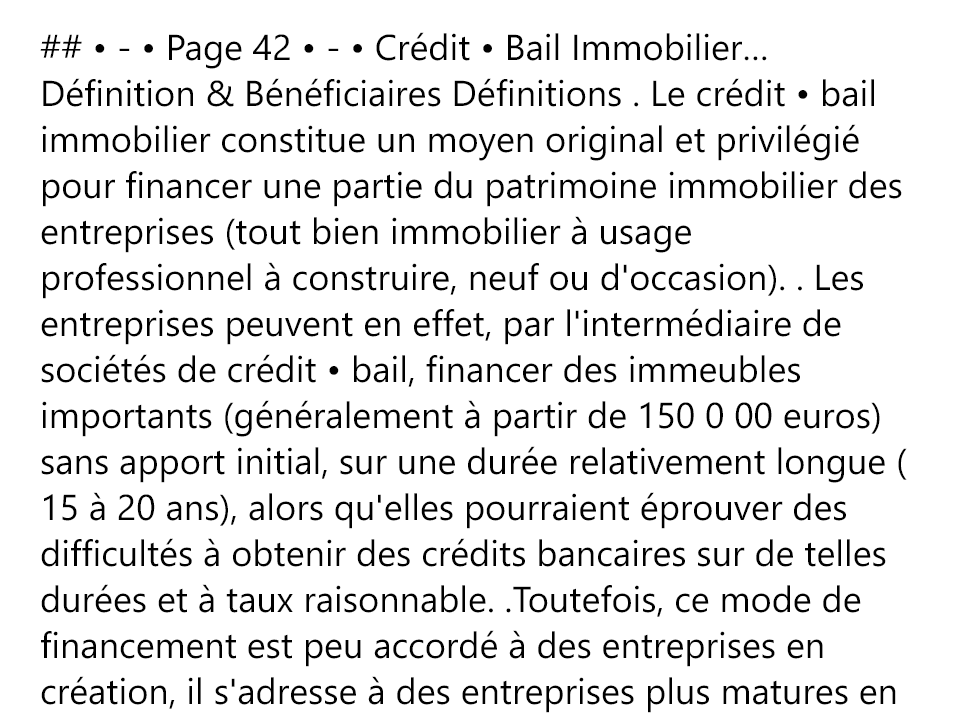 ## • - • Page 42 • - • Crédit • Bail Immobilier...
Définition & Bénéficiaires Définitions . Le crédit • bail
immobilier constitue un moyen original et privilégié
pour financer une partie du patrimoine immobilier des
entreprises (tout bien immobilier à usage
professionnel à construire, neuf ou d'occasion). . Les
entreprises peuvent en effet, par l'intermédiaire de
sociétés de crédit • bail, financer des immeubles
importants (généralement à partir de 150 0 00 euros)
sans apport initial, sur une durée relativement longue (
15 à 20 ans), alors qu'elles pourraient éprouver des
difficultés à obtenir des crédits bancaires sur de telles
durées et à taux raisonnable. .Toutefois, ce mode de
financement est peu accordé à des entreprises en
création, il s'adresse à des entreprises plus matures en